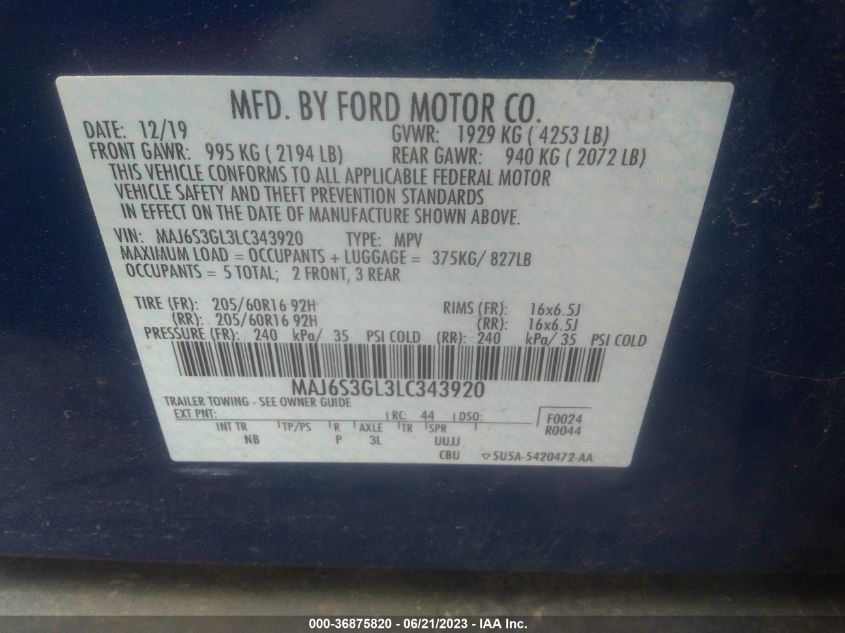 MFD. BY FORD MOTOR CO.
DATE: 12/19 GVWR: 1929 KG ( 4253 LB)
FRONT GAWR: 995 KG ( 2194 LB) REAR GAWR: 940 KG ( 2072 LB)
THIS VEHICLE CONFORMS TO ALL APPLICABLE FEDERAL MOTOR
VEHICLE SAFETY AND THEFT PREVENTION STANDARDS
IN EFFECT ON THE DATE OF MANUFACTURE SHOWN ABOVE.
VIN: MAJ6S3GL3LC343920 TYPE: MPV
MAXIMUM LOAD = OCCUPANTS + LUGGAGE = 375KG/ 827LB
OCCUPANTS = 5 TOTAL; 2 FRONT, 3 REAR
TIRE (FR): 205/60R16 92H RIMS (FR): 16x6.5J
(RR): 205/60R16 92H (RR): 16x6.5J
PRESSURE (FR): 240 kPa/ 35 PSI COLD (RR): 240 kPa/ 35 PSI COLD
MAJ6S3GL3LC343920
TRAILER TOWING - SEE OWNER GUIDE
EXT PNT: RC: 44 DSO: F0024
INT TR TP/PS R AXLE TR SPR R0044
NB P 3L UUJJ
CBU 5U5A-5420472-AA
000-36875820 - 06/21/2023 - www.iaai.com